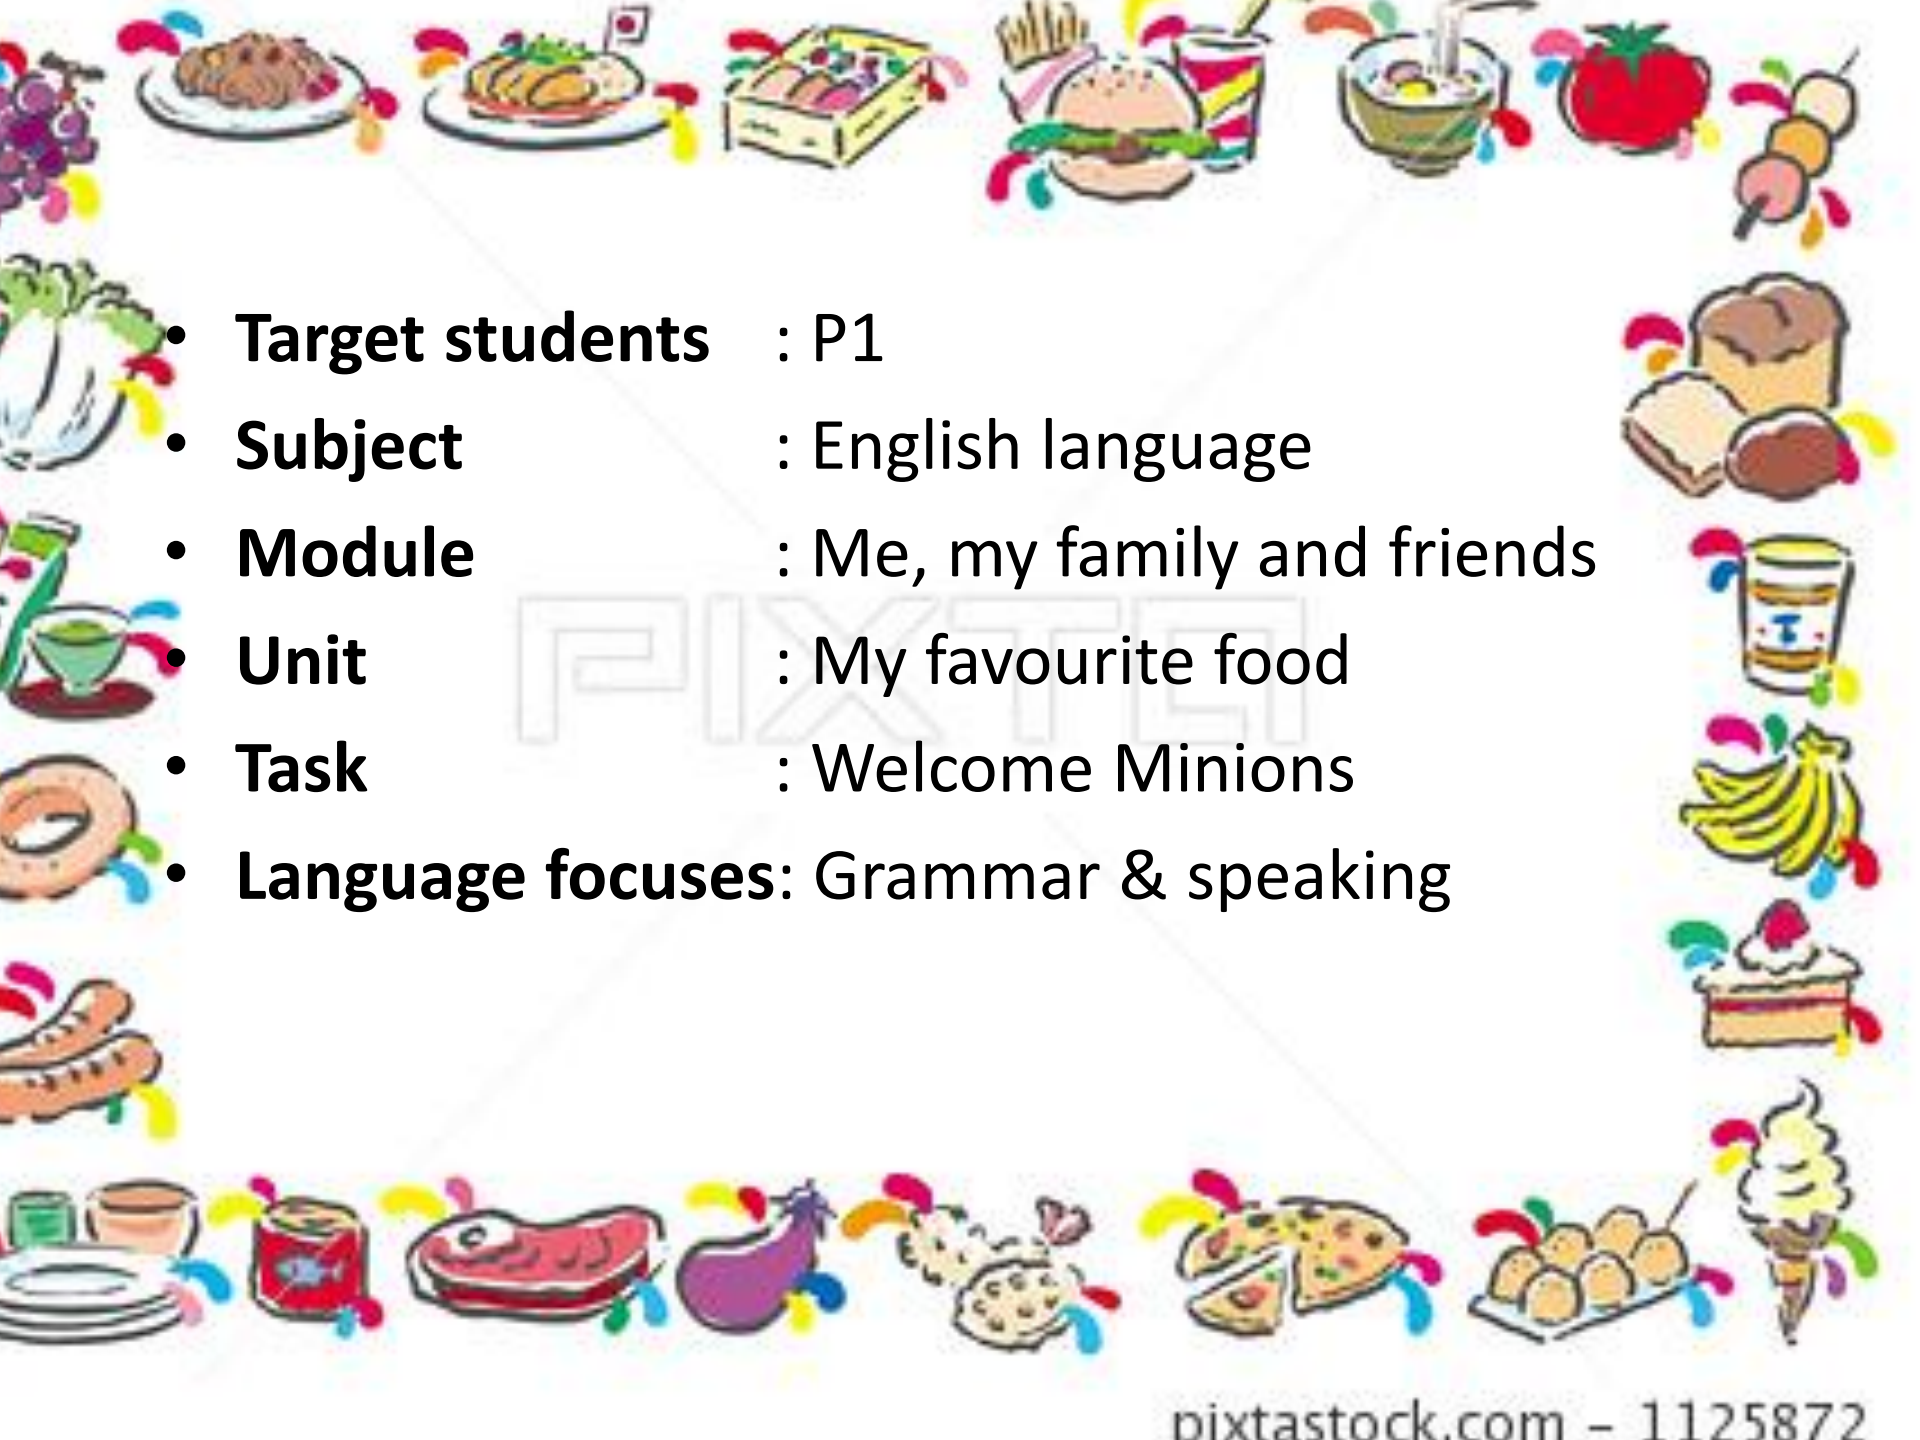 • Target students : P1
• Subject : English language
• Module : Me, my family and friends
• Unit : My favourite food
• Task : Welcome Minions
• Language focuses: Grammar & speaking
PIXTA
pixtastock.com – 1125872